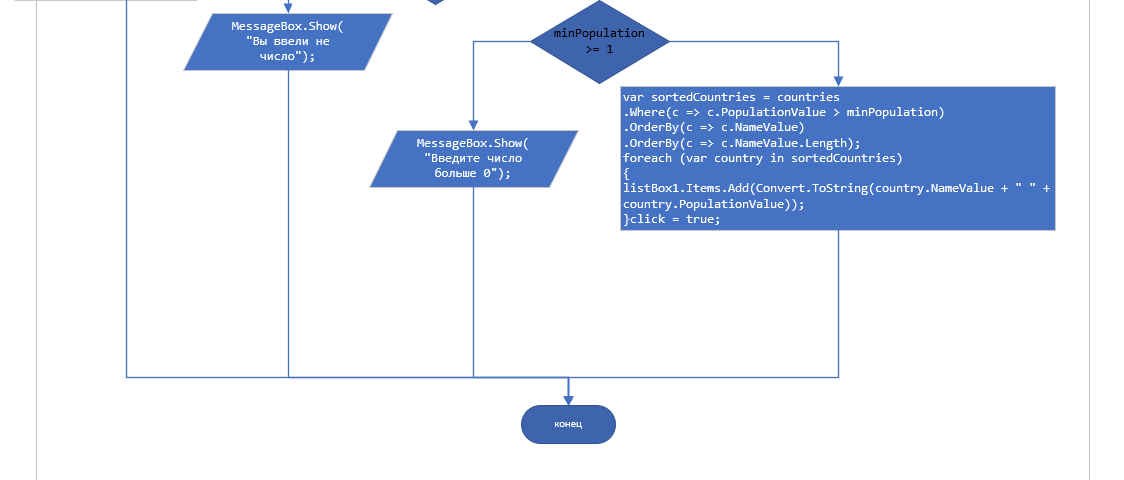 MessageBox.Show(
"Вы ввели не
число");
minPopulation
>= 1
MessageBox.Show(
"Введите число
больше 0");
var sortedCountries = countries
.Where(c => c.PopulationValue > minPopulation)
.OrderBy(c => c.NameValue)
.OrderBy(c => c.NameValue.Length);
foreach (var country in sortedCountries)
{
listBox1.Items.Add(Convert.ToString(country.NameValue + " " +
country.PopulationValue));
}click = true;
конец